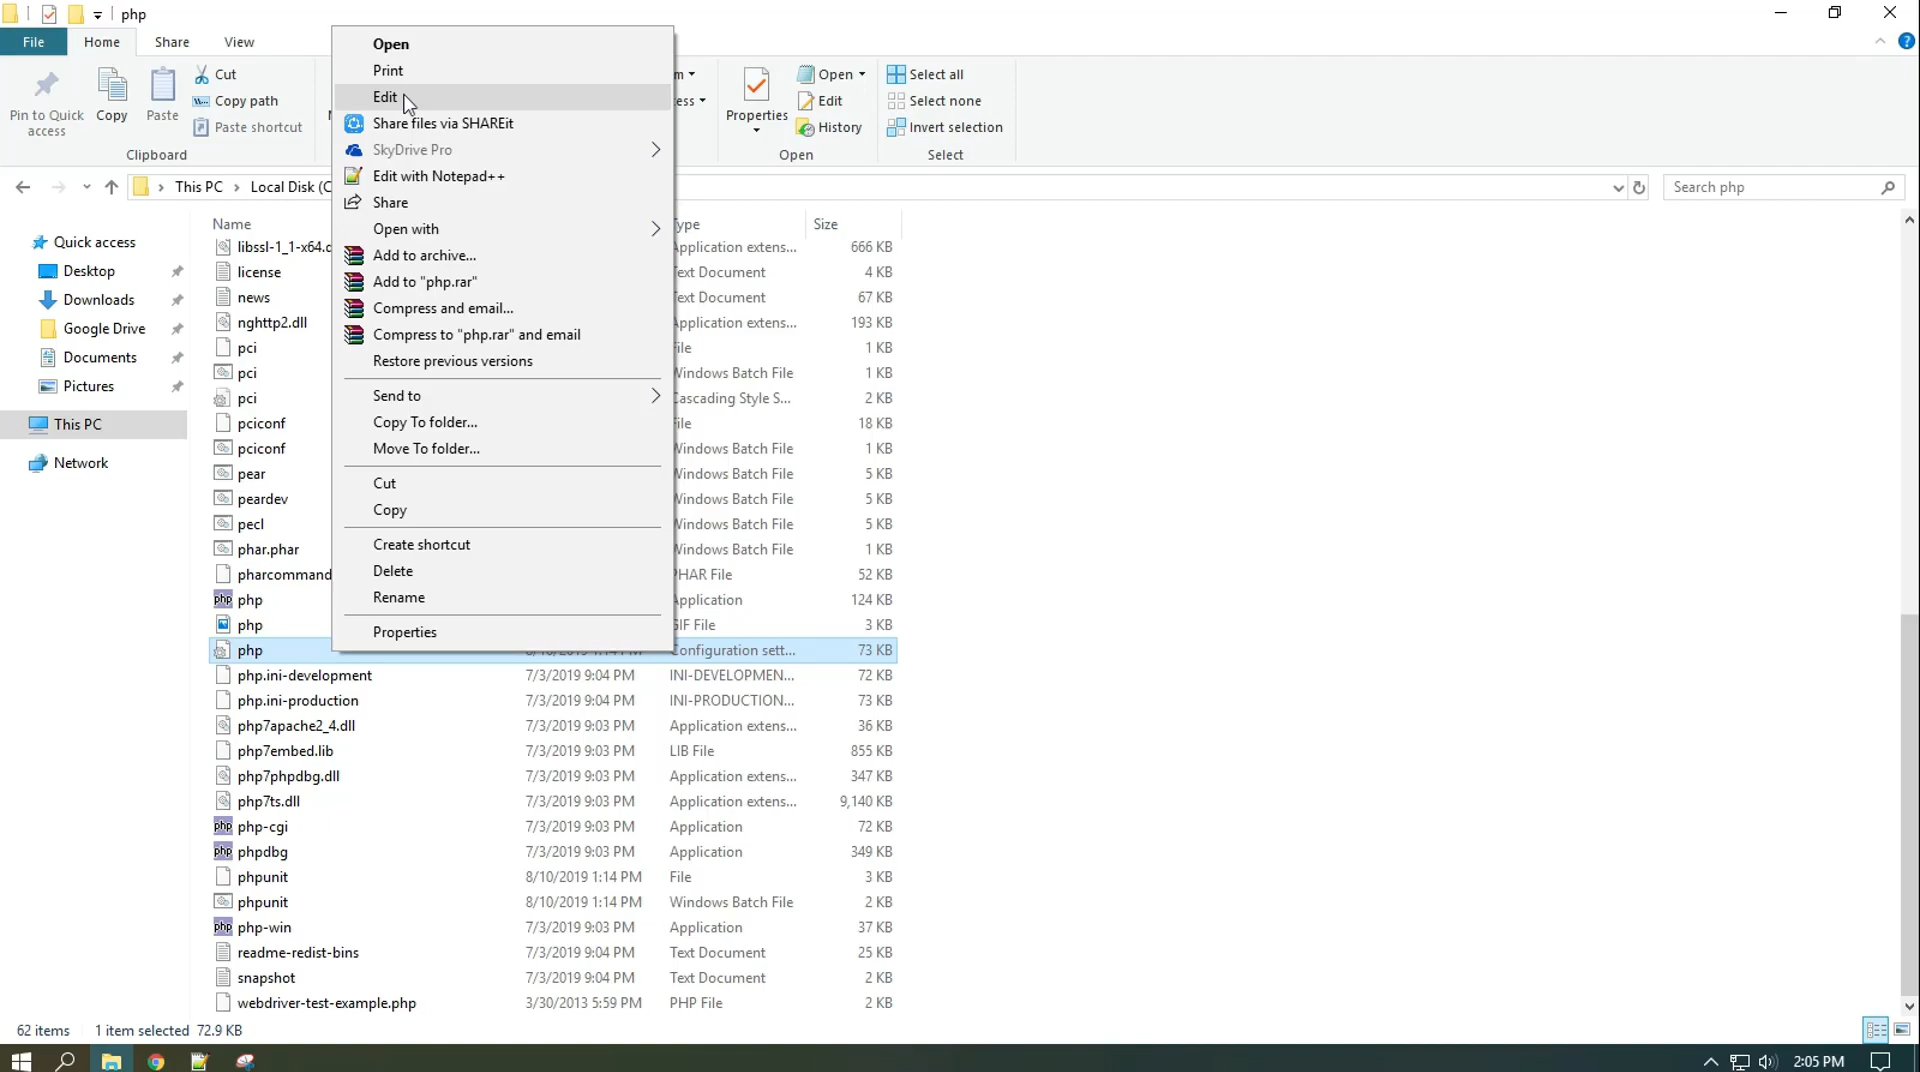 php
File
Home
Share
View
Pin to Quick access
Copy
Paste
Cut
Copy path
Paste shortcut
Clipboard
Properties
Open
Edit
History
Open
Select all
Select none
Invert selection
Select
This PC
Local Disk (C
Search php
Quick access
Desktop
Downloads
Google Drive
Documents
Pictures
This PC
Network
Open
Print
Edit
Share files via SHAREit
SkyDrive Pro
Edit with Notepad++
Share
Open with
Add to archive...
Add to "php.rar"
Compress and email...
Compress to "php.rar" and email
Restore previous versions
Send to
Copy To folder...
Move To folder...
Cut
Copy
Create shortcut
Delete
Rename
Properties
Name Size
libssl-1_1-x64.d 666 KB
license Text Document 4 KB
news Text Document 67 KB
nghttp2.dll Application extens... 193 KB
pci File 1 KB
pci Windows Batch File 1 KB
pci Cascading Style S... 2 KB
pciconf File 18 KB
pciconf Windows Batch File 1 KB
pear Windows Batch File 5 KB
peardev Windows Batch File 5 KB
pecl Windows Batch File 5 KB
phar.phar Windows Batch File 1 KB
pharcommand PHAR File 52 KB
php Application 124 KB
php GIF File 3 KB
php Configuration sett... 73 KB
php.ini-development 7/3/2019 9:04 PM INI-DEVELOPMEN... 72 KB
php.ini-production 7/3/2019 9:04 PM INI-PRODUCTION... 73 KB
php7apache2_4.dll 7/3/2019 9:03 PM Application extens... 36 KB
php7embed.lib 7/3/2019 9:03 PM LIB File 855 KB
php7phpdbg.dll 7/3/2019 9:03 PM Application extens... 347 KB
php7ts.dll 7/3/2019 9:03 PM Application extens... 9,140 KB
php-cgi 7/3/2019 9:03 PM Application 72 KB
phpdbg 7/3/2019 9:03 PM Application 349 KB
phpunit 8/10/2019 1:14 PM File 3 KB
phpunit 8/10/2019 1:14 PM Windows Batch File 2 KB
php-win 7/3/2019 9:03 PM Application 37 KB
readme-redist-bins 7/3/2019 9:04 PM Text Document 25 KB
snapshot 7/3/2019 9:04 PM Text Document 2 KB
webdriver-test-example.php 3/30/2013 5:59 PM PHP File 2 KB
62 items 1 item selected 72.9 KB
2:05 PM